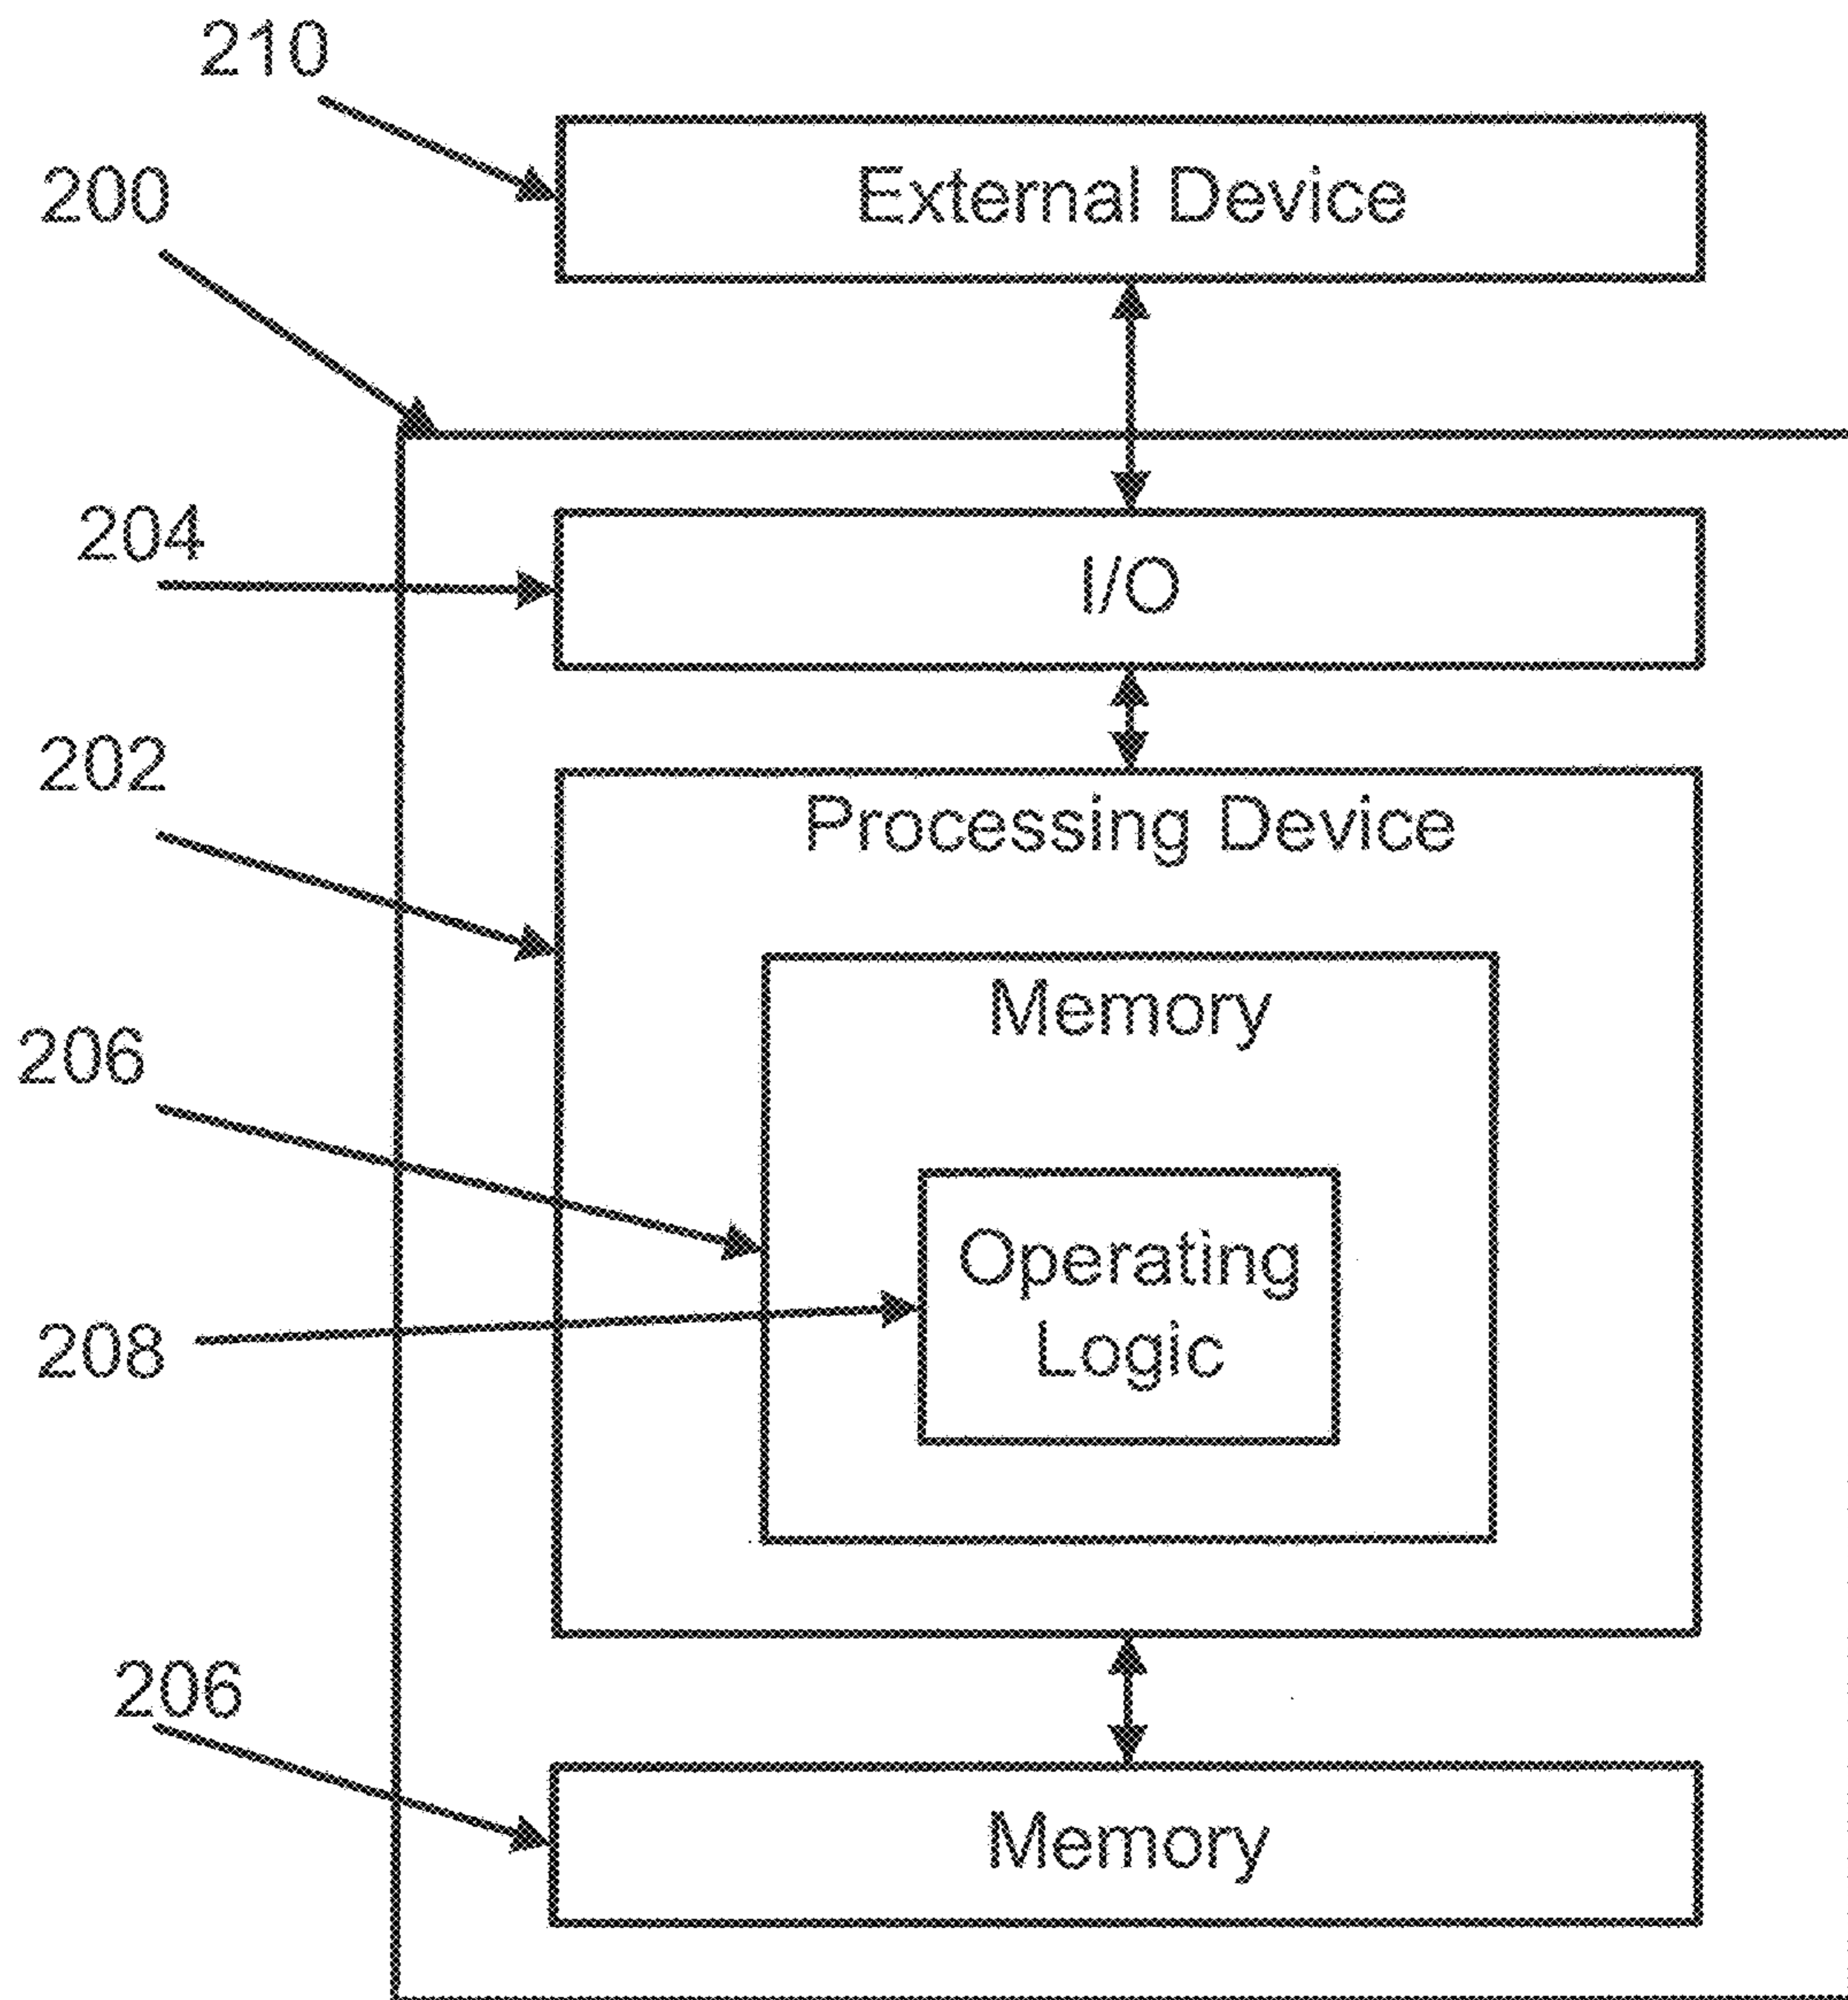 210
External Device
200
204
I/O
202
Processing Device
Memory
206
Operating
Logic
208
206
Memory